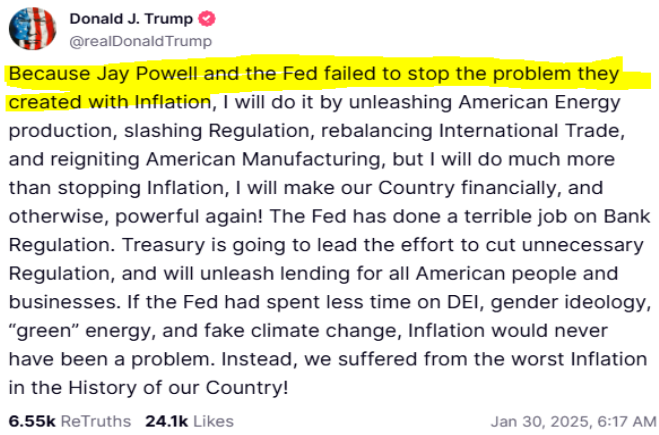 Donald J. Trump
@realDonaldTrump
Because Jay Powell and the Fed failed to stop the problem they
created with Inflation, I will do it by unleashing American Energy
production, slashing Regulation, rebalancing International Trade,
and reigniting American Manufacturing, but I will do much more
than stopping Inflation, I will make our Country financially, and
otherwise, powerful again! The Fed has done a terrible job on Bank
Regulation. Treasury is going to lead the effort to cut unnecessary
Regulation, and will unleash lending for all American people and
businesses. If the Fed had spent less time on DEI, gender ideology,
“green” energy, and fake climate change, Inflation would never
have been a problem. Instead, we suffered from the worst Inflation
in the History of our Country!
6.55k ReTruths 24.1k Likes Jan 30, 2025, 6:17 AM